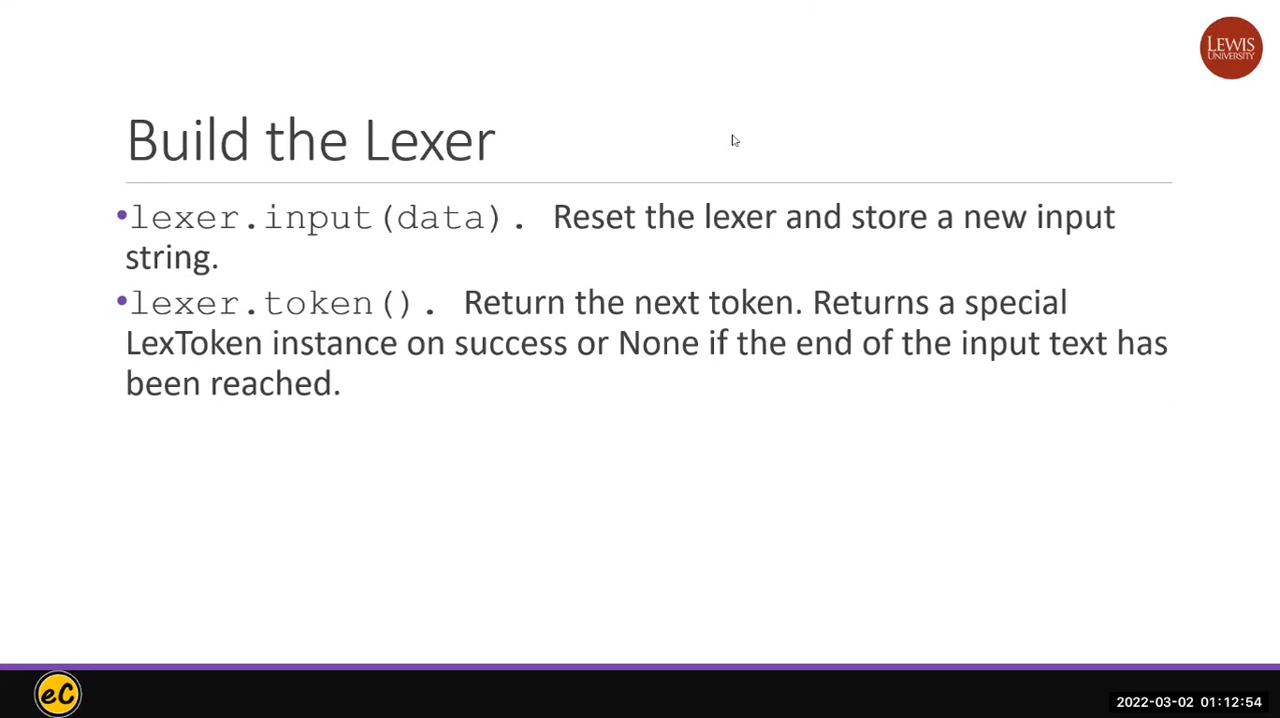 LEWIS
UNIVERSITY
Build the Lexer
•lexer.input(data). Reset the lexer and store a new input
string.
•lexer.token(). Return the next token. Returns a special
LexToken instance on success or None if the end of the input text has
been reached.
eC
2022-03-02 01:12:54